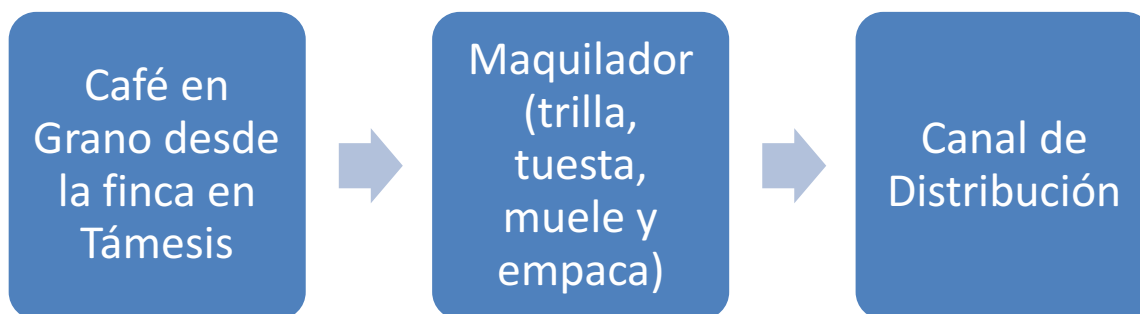 Café en
Grano desde
la finca en
Támesis
Maquilador
(trilla,
tuesta,
muele y
empaca)
Canal de
Distribución